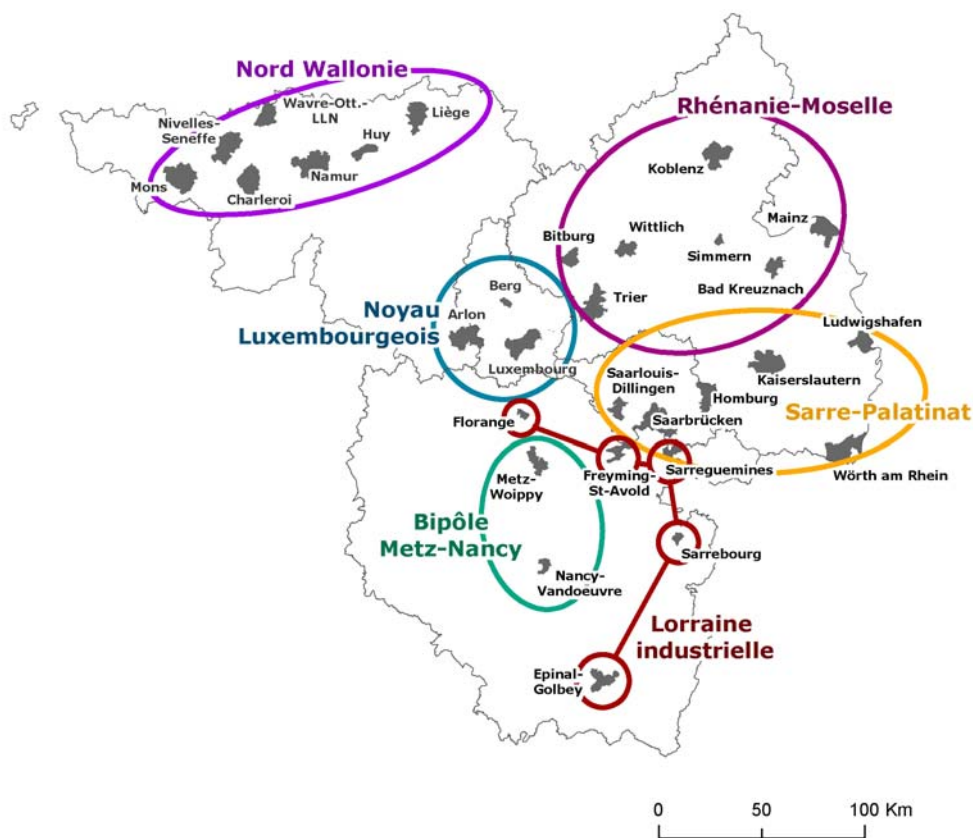 Nord Wallonie
Wavre-Ott.-
LLN
Liège
Nivelles-
Seneffe
Huy
Mons
Namur
Charleroi
Rhénanie-Moselle
Koblenz
Mainz
Wittlich
Bitburg
Simmern
Bad Kreuznach
Trier
Noyau
Luxembourgeois
Berg
Arlon
Luxembourg
Ludwigshafen
Saarlouis-
Dillingen
Kaiserslautern
Homburg
Sarre-Palatinat
Saarbrücken
Florange
Freyming-
St-Avold
Sarreguemines
Wörth am Rhein
Metz-
Woippy
Bipôle
Metz-Nancy
Sarrebourg
Nancy-
Vandoeuvre
Lorraine
industrielle
Epinal-
Golbey
0 50 100 Km